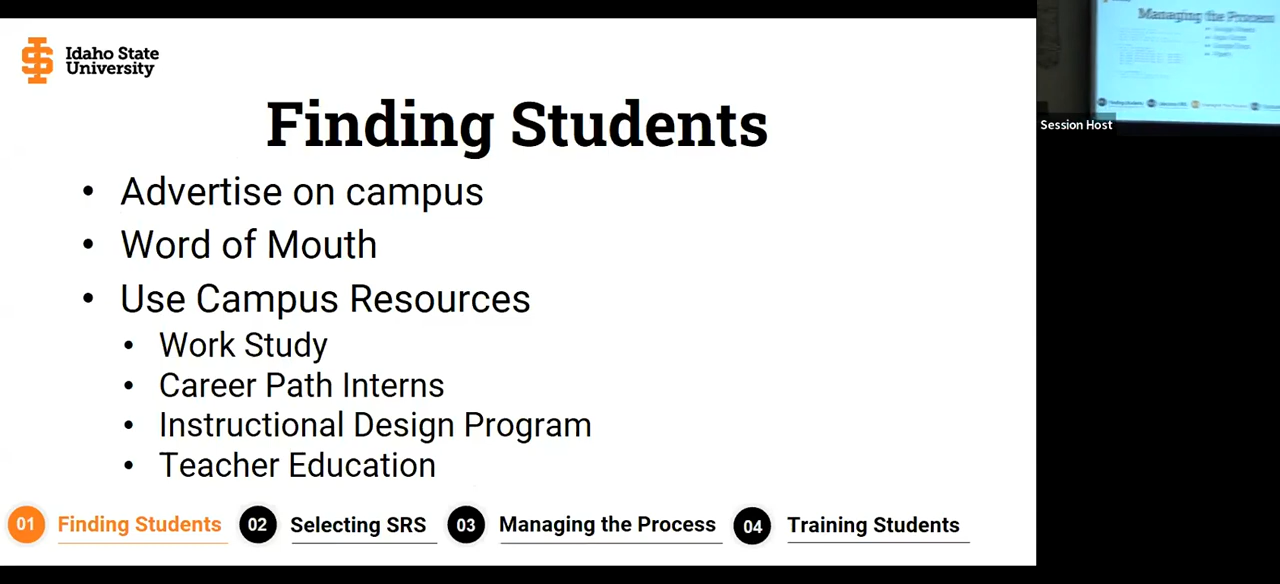 Idaho State
University
Finding Students
• Advertise on campus
• Word of Mouth
• Use Campus Resources
• Work Study
• Career Path Interns
• Instructional Design Program
• Teacher Education
01 Finding Students 02 Selecting SRS 03 Managing the Process 04 Training Students
Managing the Process
Session Host